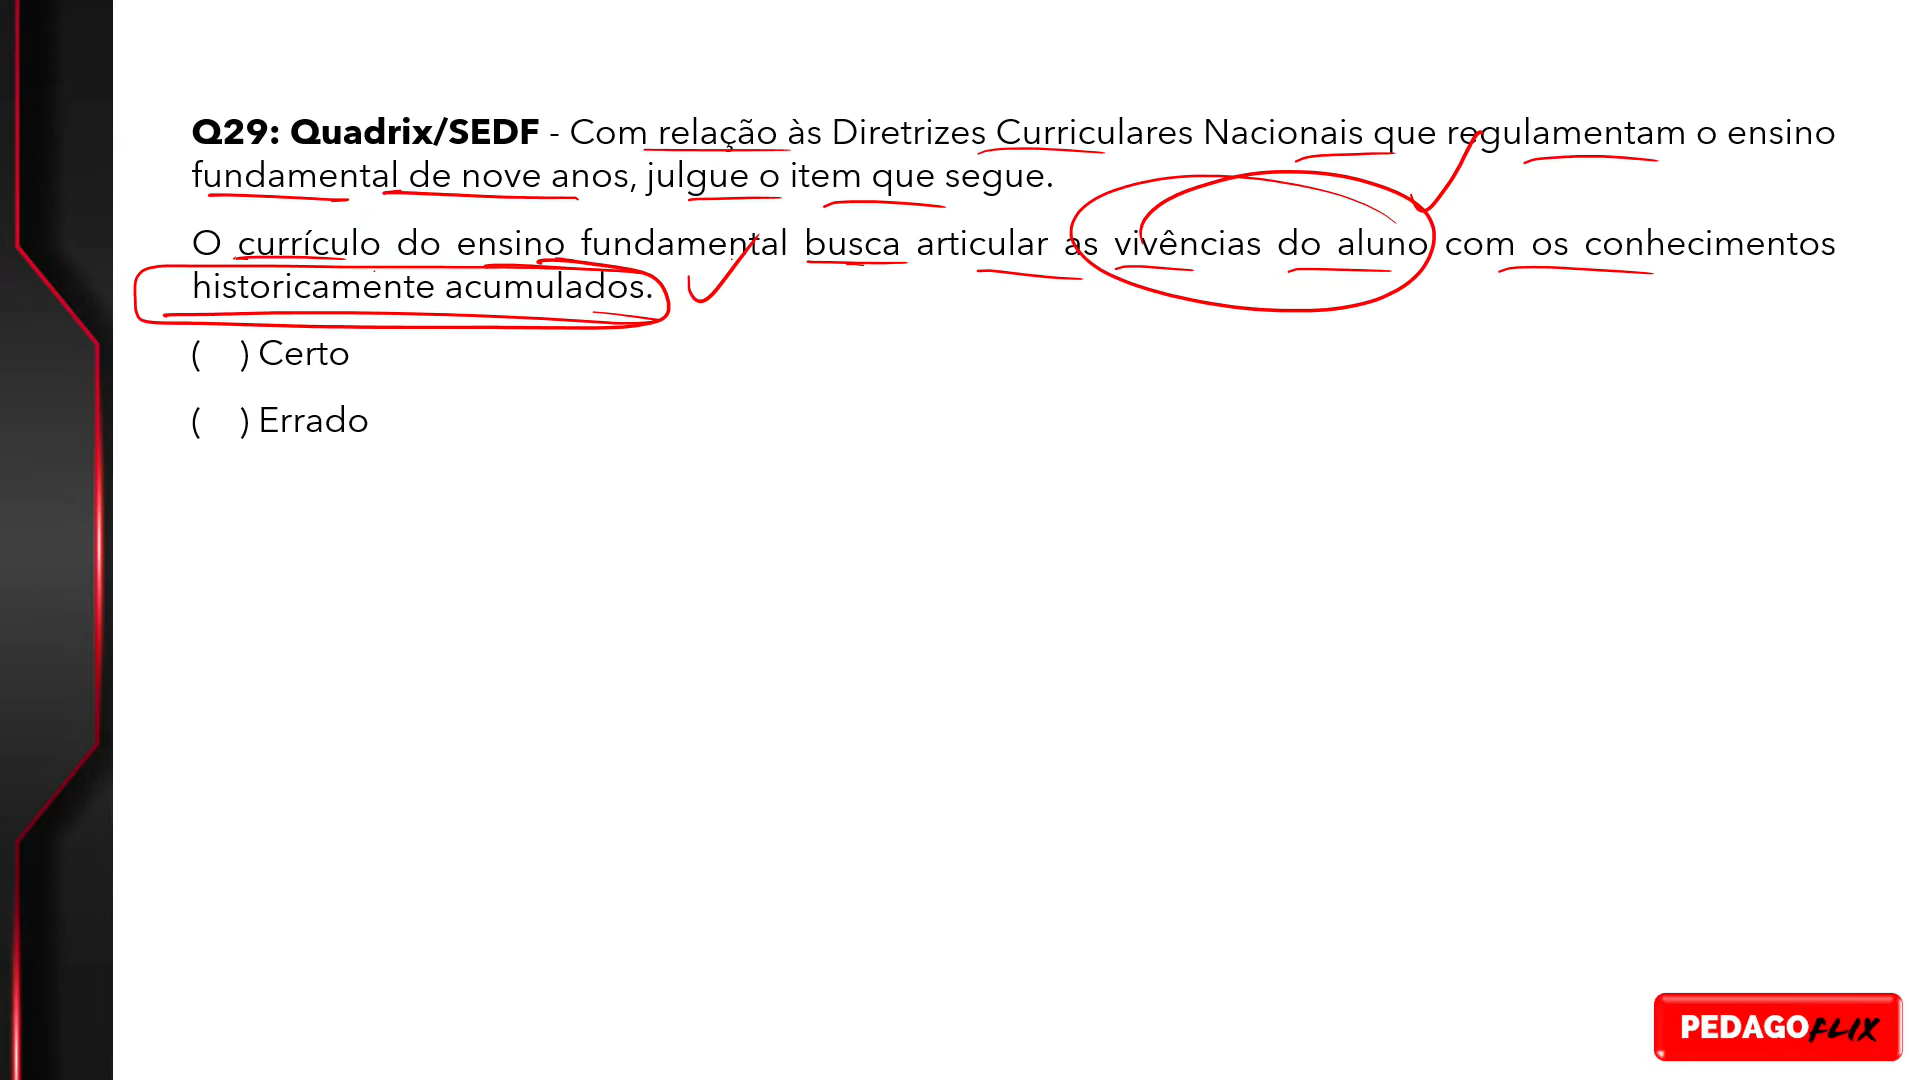 Q29: Quadrix/SEDF - Com relação às Diretrizes Curriculares Nacionais que regulamentam o ensino
fundamental de nove anos, julgue o item que segue.
O currículo do ensino fundamental busca articular as vivências do aluno com os conhecimentos
historicamente acumulados.
( ) Certo
( ) Errado
PEDAGOFLIX